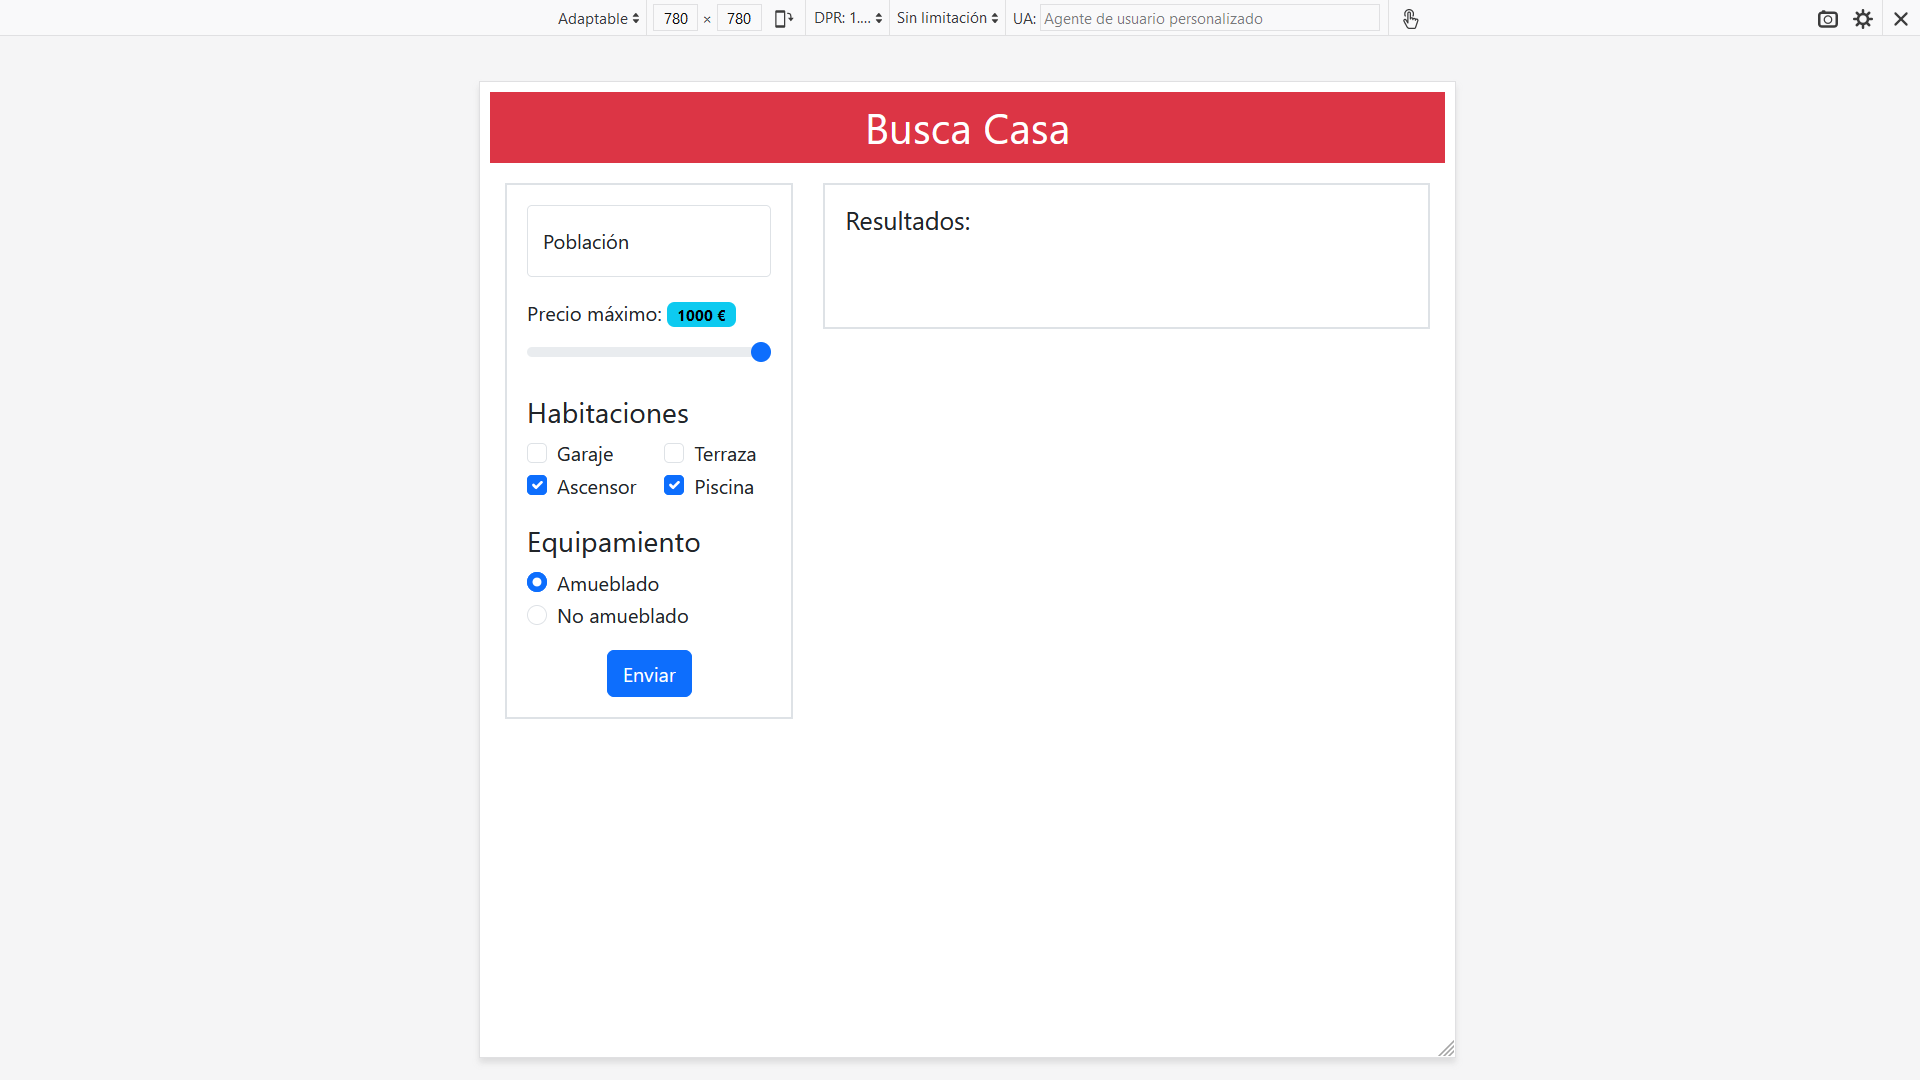 Adaptable 780 × 780 DPR: 1.... Sin limitación UA: Agente de usuario personalizado
Busca Casa
Población
Precio máximo: 1000 €
Habitaciones
Garaje Terraza
Ascensor Piscina
Equipamiento
Amueblado
No amueblado
Enviar
Resultados: